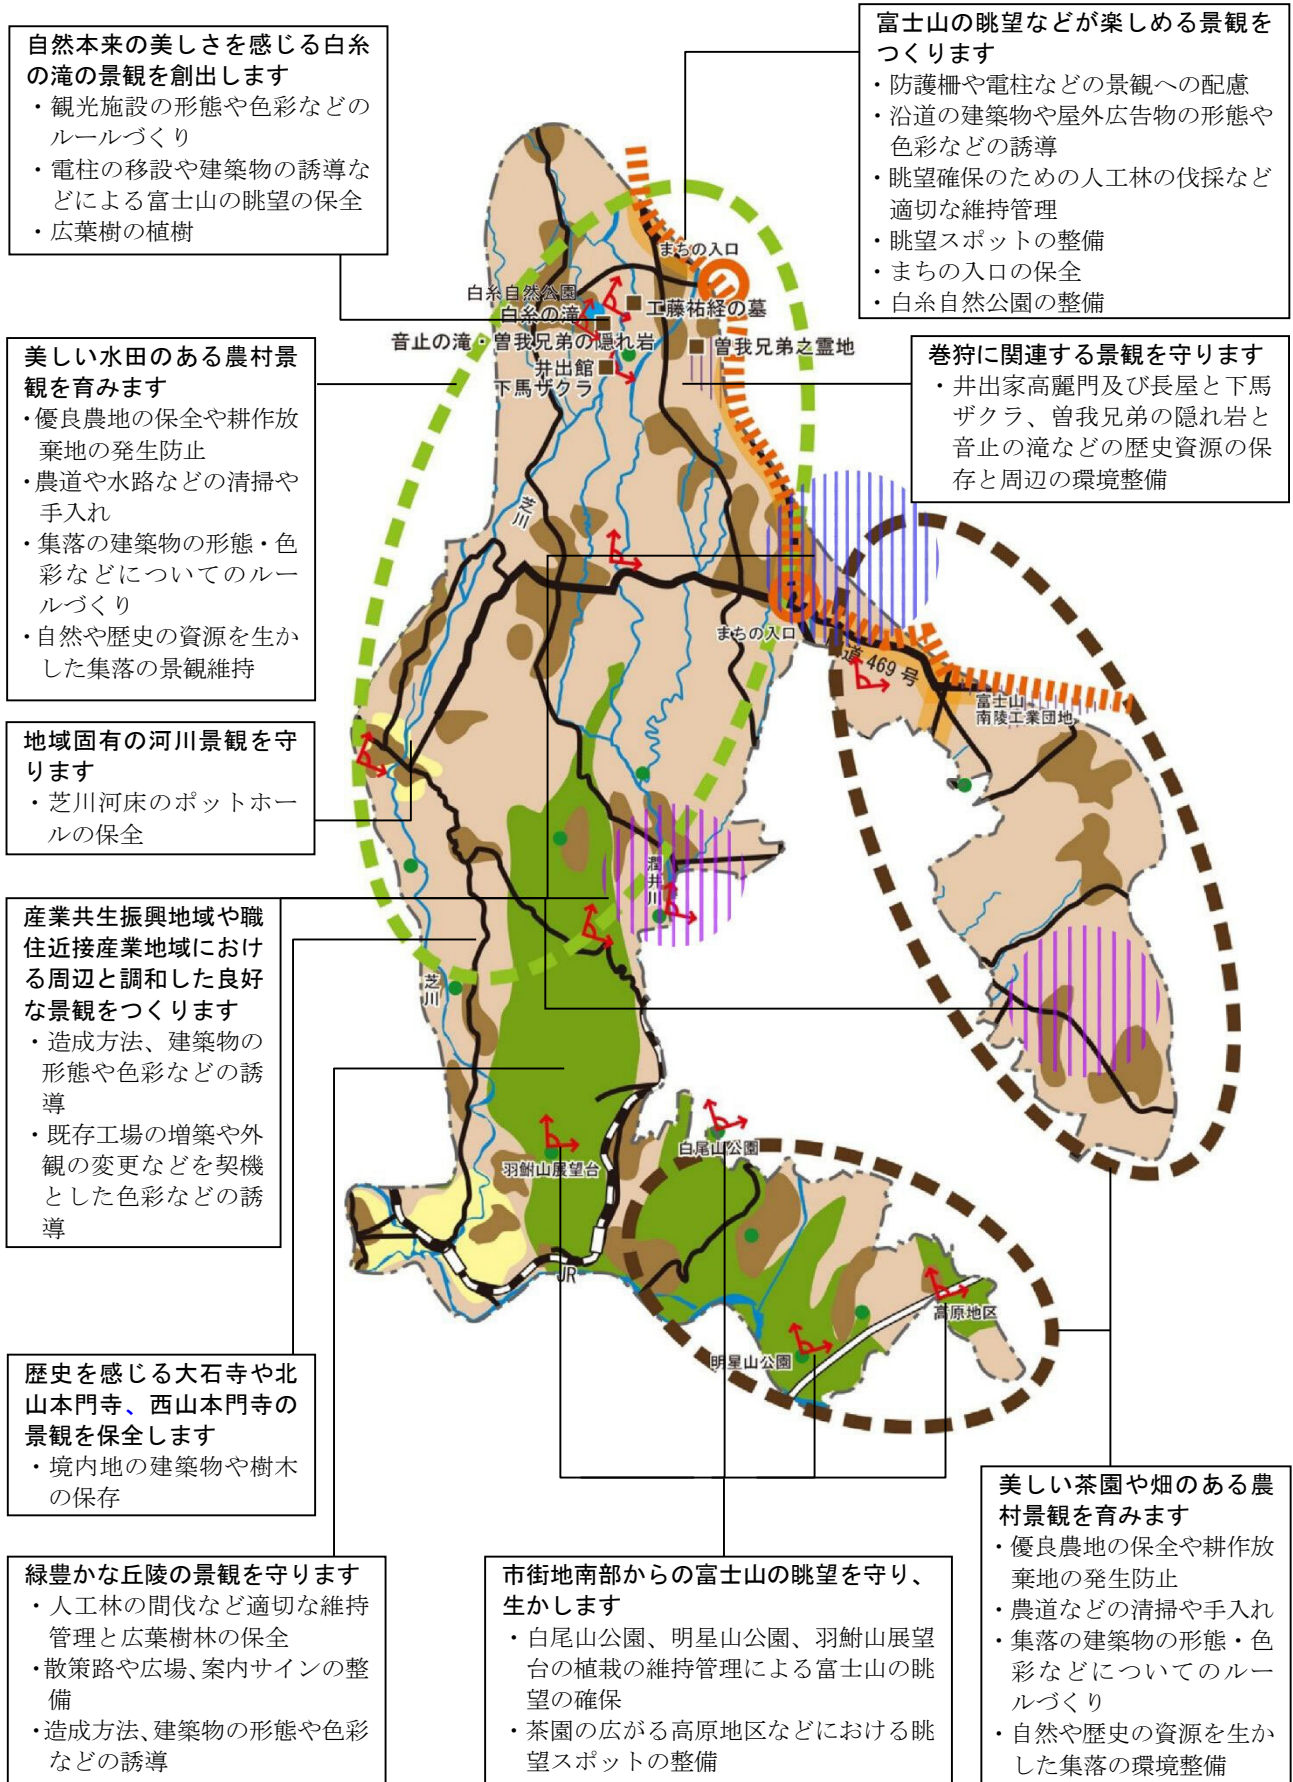 自然本来の美しさを感じる白糸
の滝の景観を創出します
・観光施設の形態や色彩などの
ルールづくり
・電柱の移設や建築物の誘導な
どによる富士山の眺望の保全
・広葉樹の植樹
富士山の眺望などが楽しめる景観を
つくります
・防護柵や電柱などの景観への配慮
・沿道の建築物や屋外広告物の形態や
色彩などの誘導
・眺望確保のための人工林の伐採など
適切な維持管理
・眺望スポットの整備
・まちの入口の保全
・白糸自然公園の整備
美しい水田のある農村景
観を育みます
・優良農地の保全や耕作放
棄地の発生防止
・農道や水路などの清掃や
手入れ
・集落の建築物の形態・色
彩などについてのルー
ルづくり
・自然や歴史の資源を生か
した集落の景観維持
巻狩に関連する景観を守ります
・井出家高麗門及び長屋と下馬
ザクラ、曽我兄弟の隠れ岩と
音止の滝などの歴史資源の保
存と周辺の環境整備
地域固有の河川景観を守
ります
・芝川河床のポットホー
ルの保全
産業共生振興地域や職
住近接産業地域におけ
る周辺と調和した良好
な景観をつくります
・造成方法、建築物の
形態や色彩などの誘
導
・既存工場の増築や外
観の変更などを契機
とした色彩などの誘
導
歴史を感じる大石寺や北
山本門寺、西山本門寺の
景観を保全します
・境内地の建築物や樹木
の保存
緑豊かな丘陵の景観を守ります
・人工林の間伐など適切な維持
管理と広葉樹林の保全
・散策路や広場、案内サインの整
備
・造成方法、建築物の形態や色彩
などの誘導
市街地南部からの富士山の眺望を守り、
生かします
・白尾山公園、明星山公園、羽鮒山展望
台の植栽の維持管理による富士山の眺
望の確保
・茶園の広がる高原地区などにおける眺
望スポットの整備
美しい茶園や畑のある農
村景観を育みます
・優良農地の保全や耕作放
棄地の発生防止
・農道などの清掃や手入れ
・集落の建築物の形態・色
彩などについてのルー
ルづくり
・自然や歴史の資源を生か
した集落の環境整備
まちの入口
白糸自然公園
白糸の滝
工藤祐経の墓
音止の滝・曽我兄弟の隠れ岩
曽我兄弟之霊地
井出館
下馬ザクラ
芝川
まちの入口
道469号
富士山
南陵工業団地
潤井川
芝川
白尾山公園
羽鮒山展望台
JR
高原地区
明星山公園